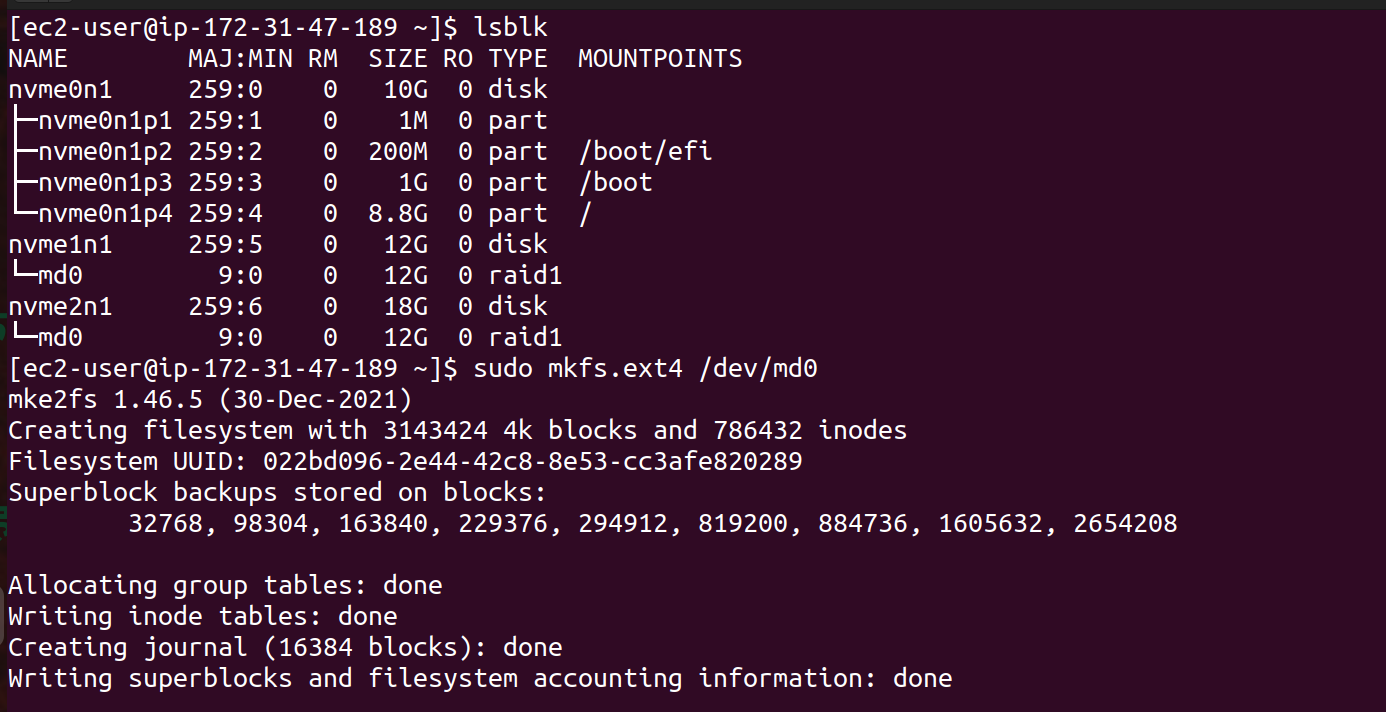 [ec2-user@ip-172-31-47-189 ~]$ lsblk
NAME        MAJ:MIN RM  SIZE RO TYPE  MOUNTPOINTS
nvme0n1     259:0    0   10G  0 disk
├─nvme0n1p1 259:1    0    1M  0 part
├─nvme0n1p2 259:2    0  200M  0 part  /boot/efi
├─nvme0n1p3 259:3    0    1G  0 part  /boot
└─nvme0n1p4 259:4    0  8.8G  0 part  /
nvme1n1     259:5    0   12G  0 disk
└─md0         9:0    0   12G  0 raid1
nvme2n1     259:6    0   18G  0 disk
└─md0         9:0    0   12G  0 raid1
[ec2-user@ip-172-31-47-189 ~]$ sudo mkfs.ext4 /dev/md0
mke2fs 1.46.5 (30-Dec-2021)
Creating filesystem with 3143424 4k blocks and 786432 inodes
Filesystem UUID: 022bd096-2e44-42c8-8e53-cc3afe820289
Superblock backups stored on blocks:
        32768, 98304, 163840, 229376, 294912, 819200, 884736, 1605632, 2654208
Allocating group tables: done
Writing inode tables: done
Creating journal (16384 blocks): done
Writing superblocks and filesystem accounting information: done